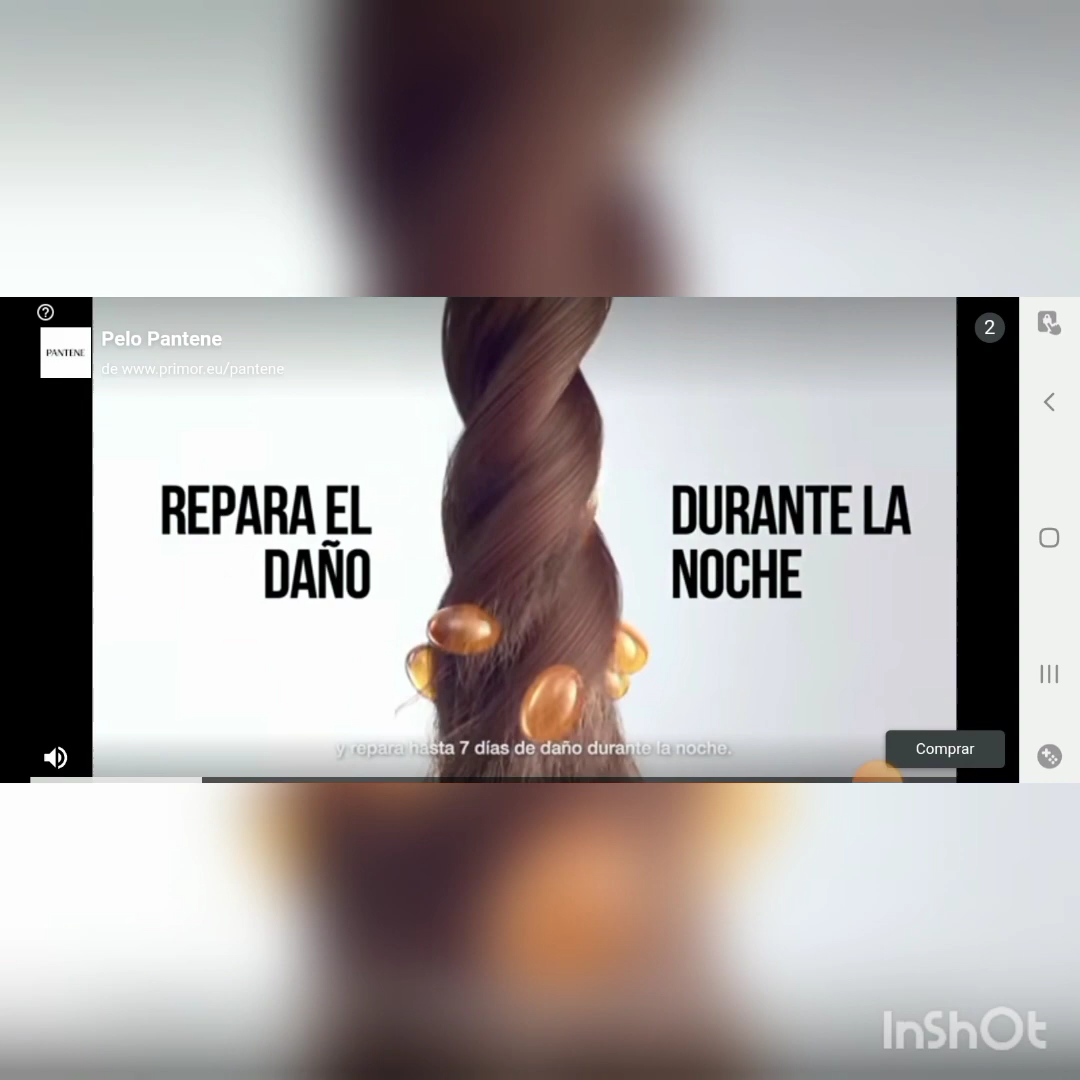 Pelo Pantene
PANTENE
de www.primor.eu/pantene
2
REPARA EL
DAÑO
DURANTE LA
NOCHE
y repara hasta 7 días de daño durante la noche.
Comprar
InShOt